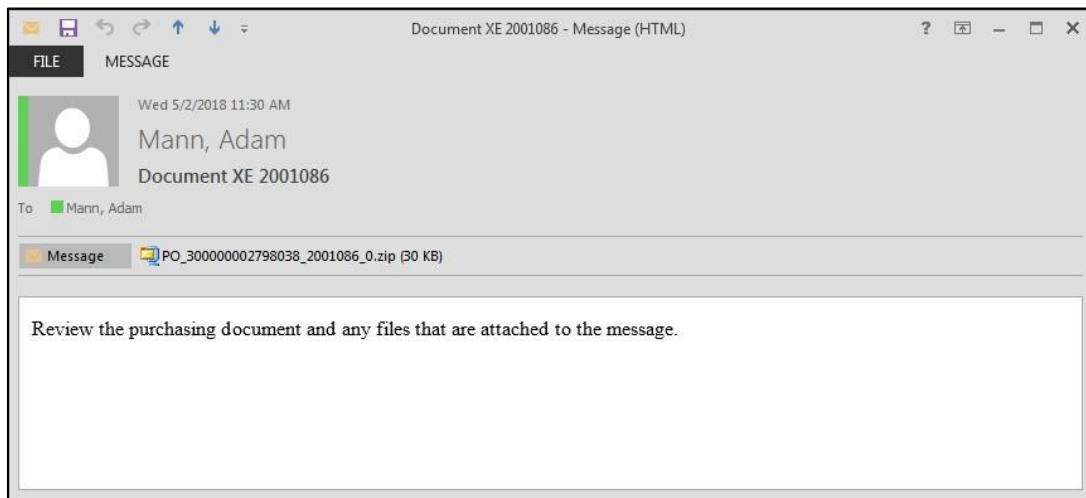 Document XE 2001086 - Message (HTML)
?
FILE MESSAGE
Wed 5/2/2018 11:30 AM
Mann, Adam
Document XE 2001086
To Mann, Adam
Message PO_300000002798038_2001086_0.zip (30 KB)
Review the purchasing document and any files that are attached to the message.